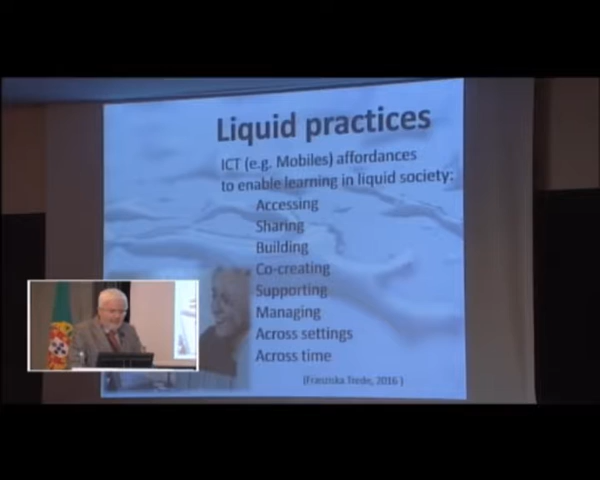 Liquid practices
ICT (e.g. Mobiles) affordances
to enable learning in liquid society:
Accessing
Sharing
Building
Co-creating
Supporting
Managing
Across settings
Across time
(Franziska Trede, 2016 )